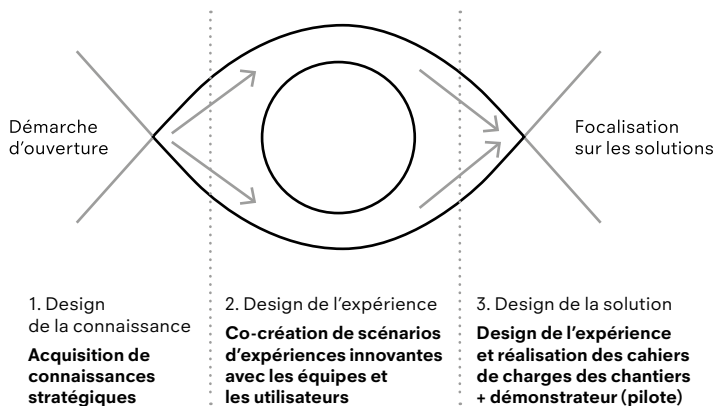 Démarche
d'ouverture
Focalisation
sur les solutions
1. Design
de la connaissance
Acquisition de
connaissances
stratégiques
2. Design de l'expérience
Co-création de scénarios
d'expériences innovantes
avec les équipes et
les utilisateurs
3. Design de la solution
Design de l'expérience
et réalisation des cahiers
de charges des chantiers
+ démonstrateur (pilote)